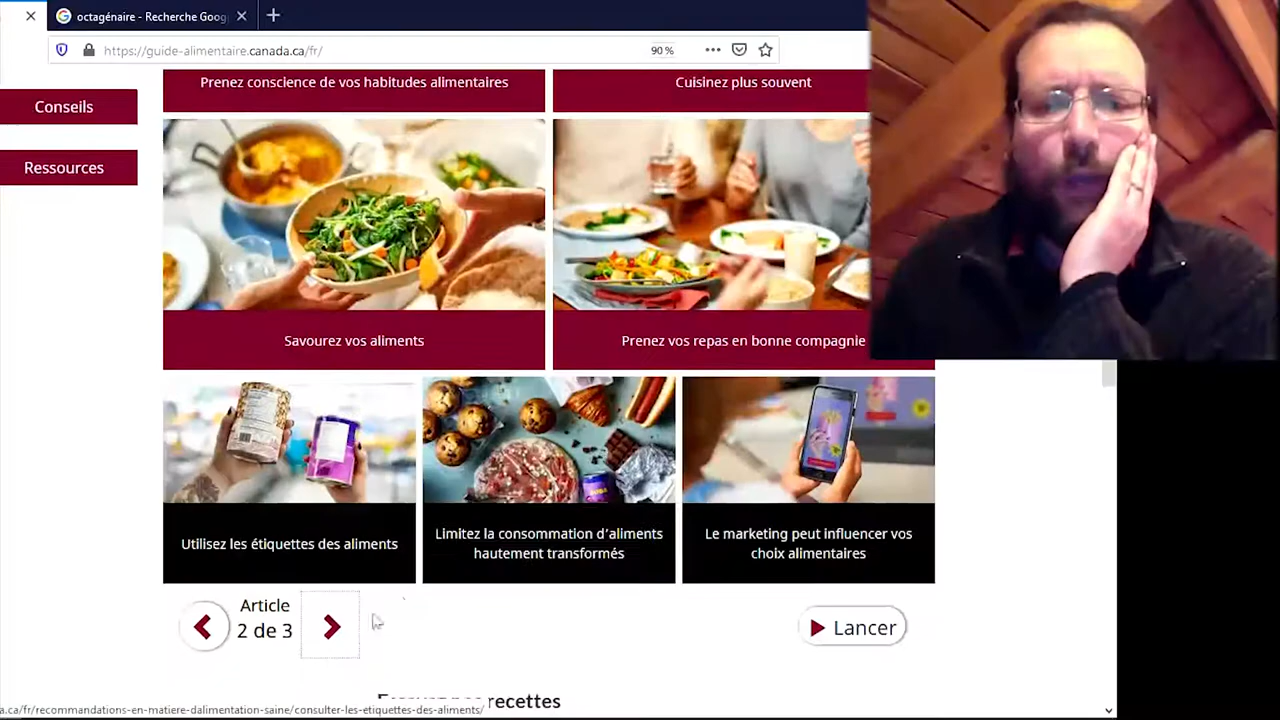 octagénaire - Recherche Goog
https://guide-alimentaire.canada.ca/fr/
90 %
Conseils
Ressources
Prenez conscience de vos habitudes alimentaires
Cuisinez plus souvent
Savourez vos aliments
Prenez vos repas en bonne compagnie
Utilisez les étiquettes des aliments
Limitez la consommation d'aliments
hautement transformés
Le marketing peut influencer vos
choix alimentaires
Article
2 de 3
Lancer
recettes
a.ca/fr/recommandations-en-matiere-dalimentation-saine/consulter-les-etiquettes-des-aliments/